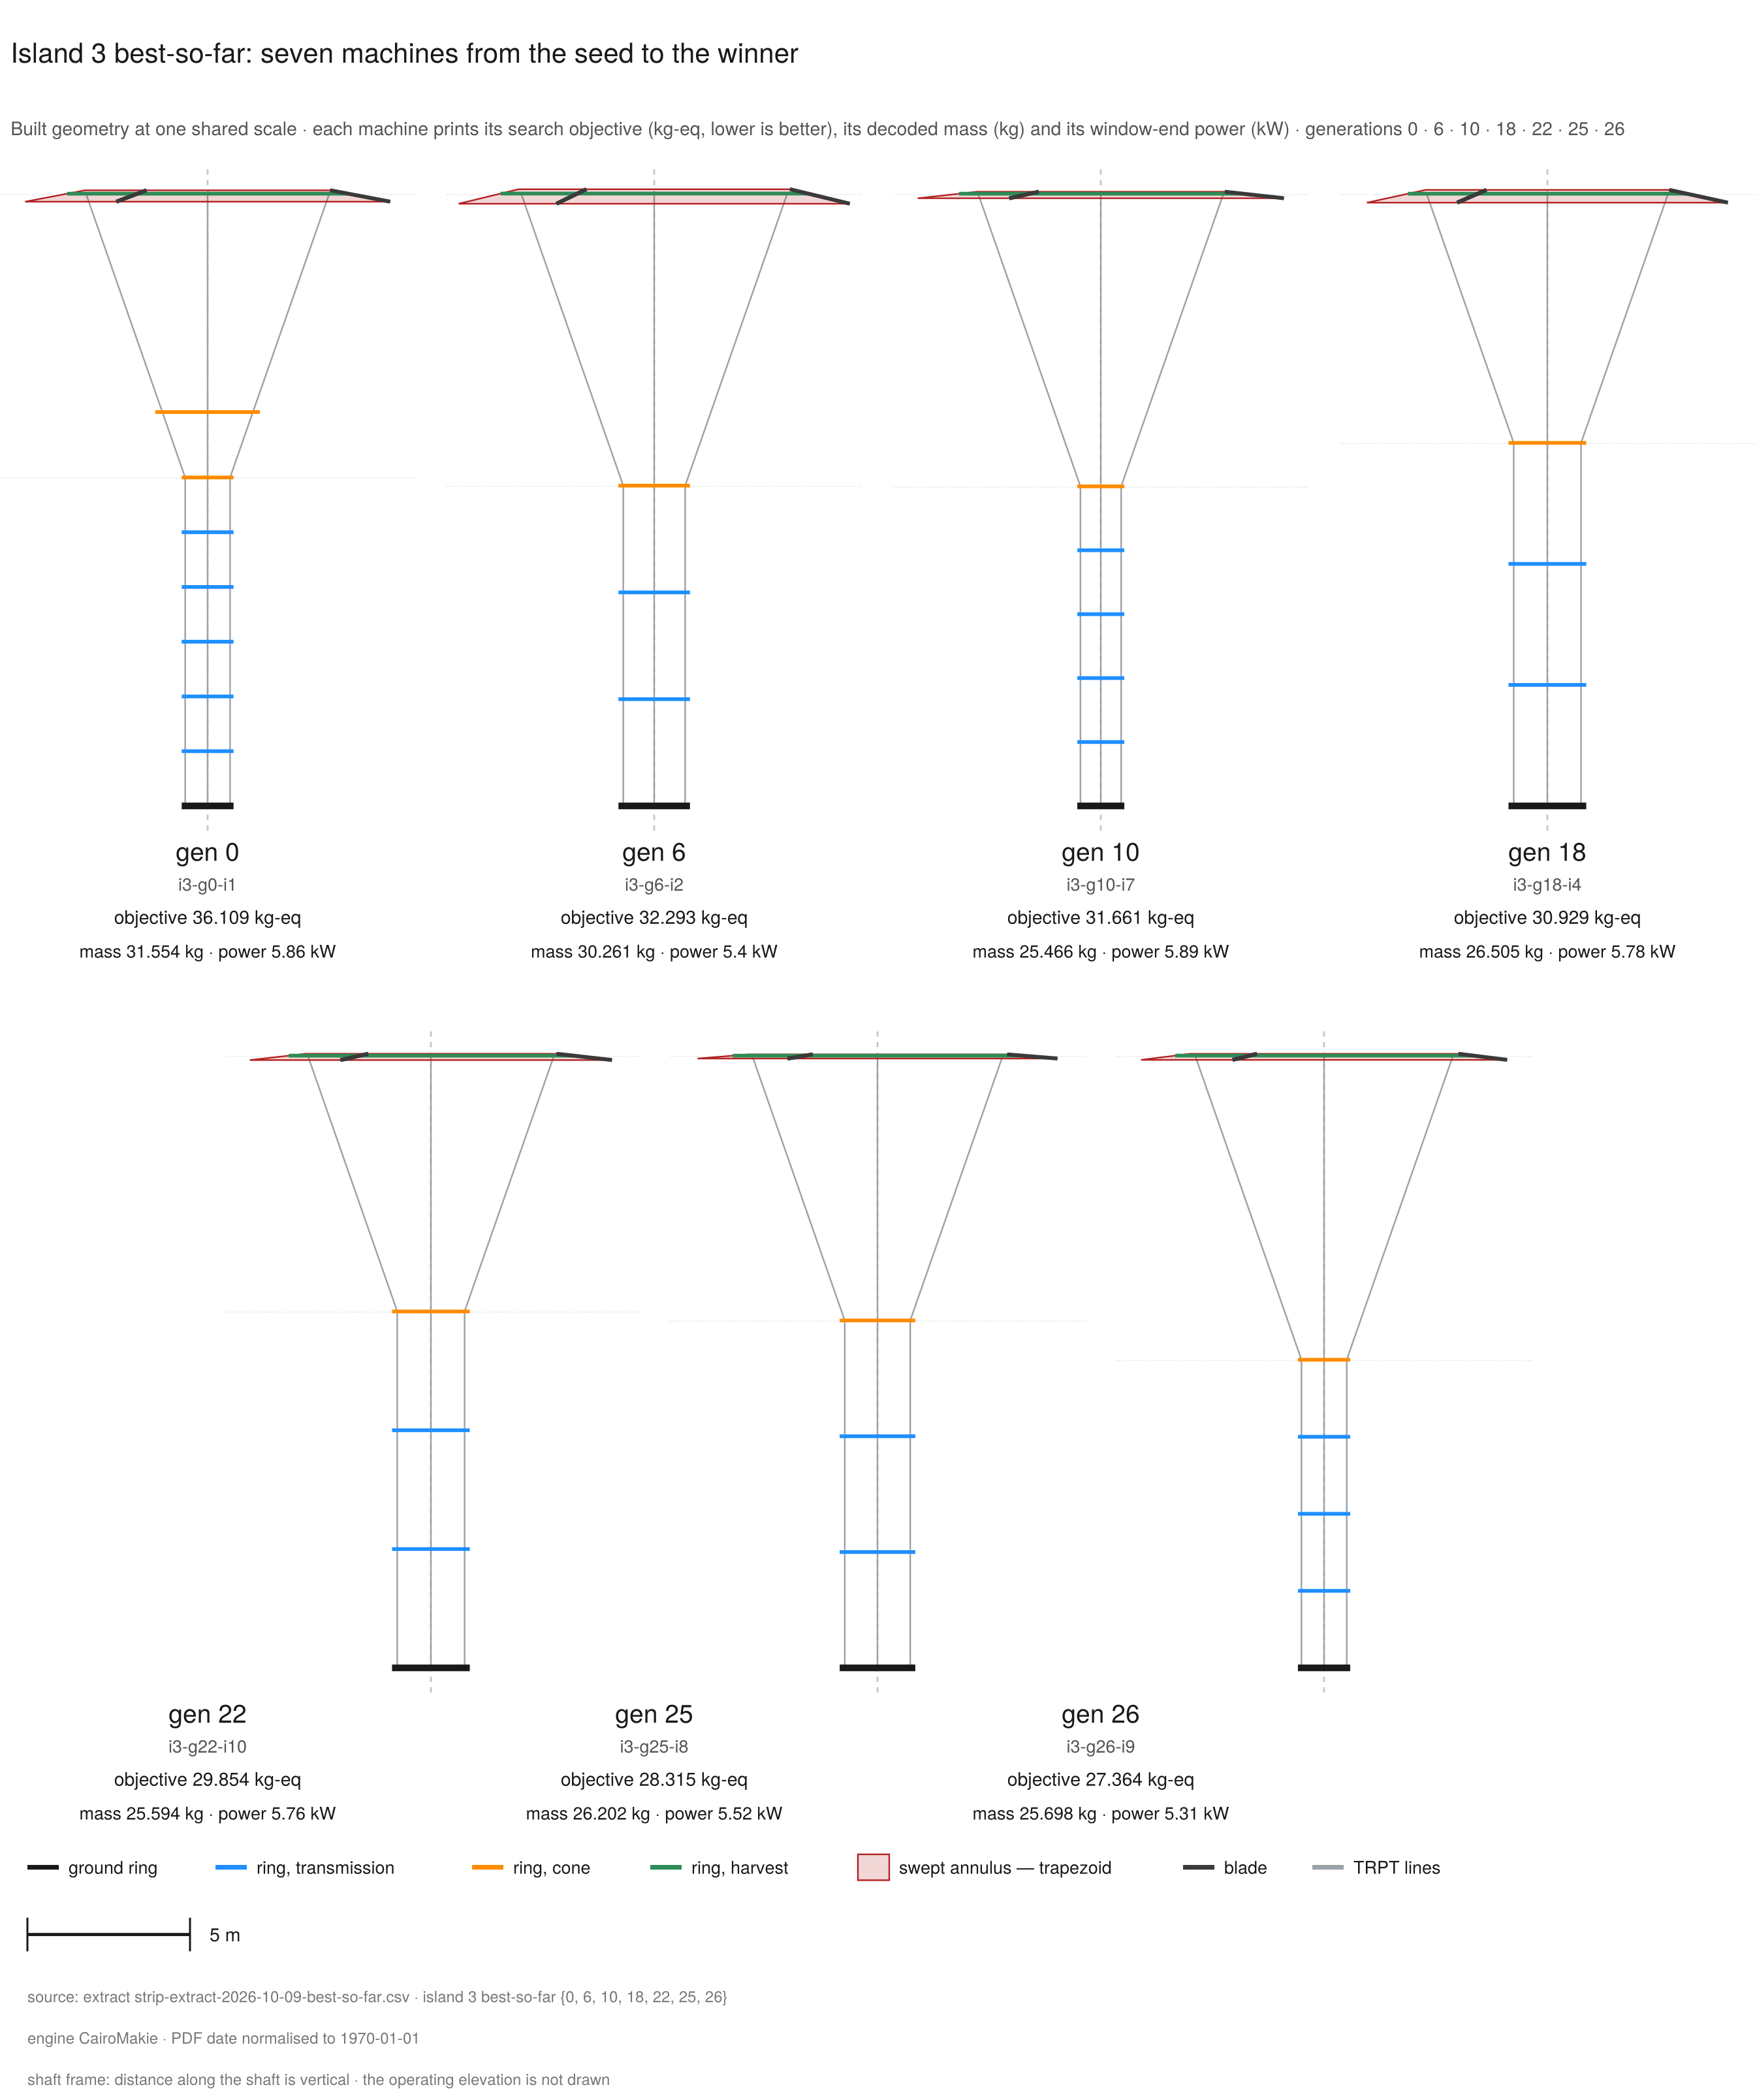 Island 3 best-so-far: seven machines from the seed to the winner
Built geometry at one shared scale · each machine prints its search objective (kg-eq, lower is better), its decoded mass (kg) and its window-end power (kW) · generations 0 · 6 · 10 · 18 · 22 · 25 · 26
gen 0
i3-g0-i1
objective 36.109 kg-eq
mass 31.554 kg · power 5.86 kW
gen 6
i3-g6-i2
objective 32.293 kg-eq
mass 30.261 kg · power 5.4 kW
gen 10
i3-g10-i7
objective 31.661 kg-eq
mass 25.466 kg · power 5.89 kW
gen 18
i3-g18-i4
objective 30.929 kg-eq
mass 26.505 kg · power 5.78 kW
gen 22
i3-g22-i10
objective 29.854 kg-eq
mass 25.594 kg · power 5.76 kW
gen 25
i3-g25-i8
objective 28.315 kg-eq
mass 26.202 kg · power 5.52 kW
gen 26
i3-g26-i9
objective 27.364 kg-eq
mass 25.698 kg · power 5.31 kW
ground ring
ring, transmission
ring, cone
ring, harvest
swept annulus — trapezoid
blade
TRPT lines
5 m
source: extract strip-extract-2026-10-09-best-so-far.csv · island 3 best-so-far {0, 6, 10, 18, 22, 25, 26}
engine CairoMakie · PDF date normalised to 1970-01-01
shaft frame: distance along the shaft is vertical · the operating elevation is not drawn